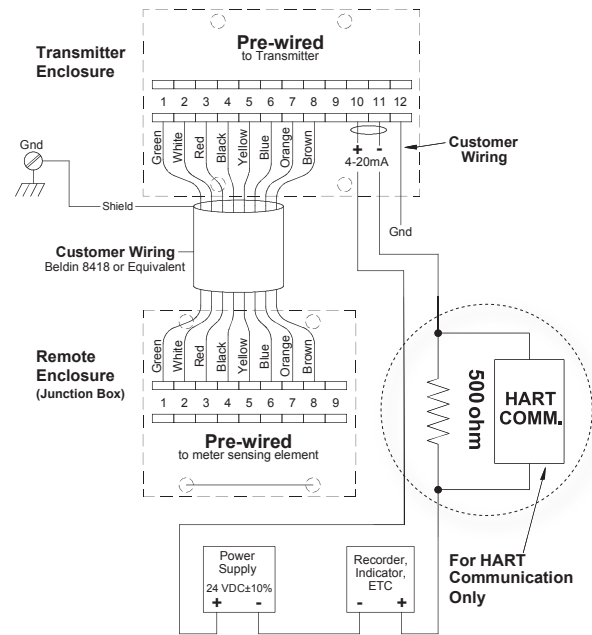 Pre-wired
to Transmitter
Transmitter
Enclosure
1 2 3 4 5 6 7 8 9 10 11 12
Green White Red Black Yellow Blue Orange Brown
+ -
4-20mA
Customer
Wiring
Gnd
Shield
Gnd
Customer Wiring
Beldin 8418 or Equivalent
Green White Red Black Yellow Blue Orange Brown
Remote
Enclosure
(Junction Box)
1 2 3 4 5 6 7 8 9
Pre-wired
to meter sensing element
500 ohm
HART
COMM.
For HART
Communication
Only
Power
Supply
24 VDC±10%
+ -
Recorder,
Indicator,
ETC
- +